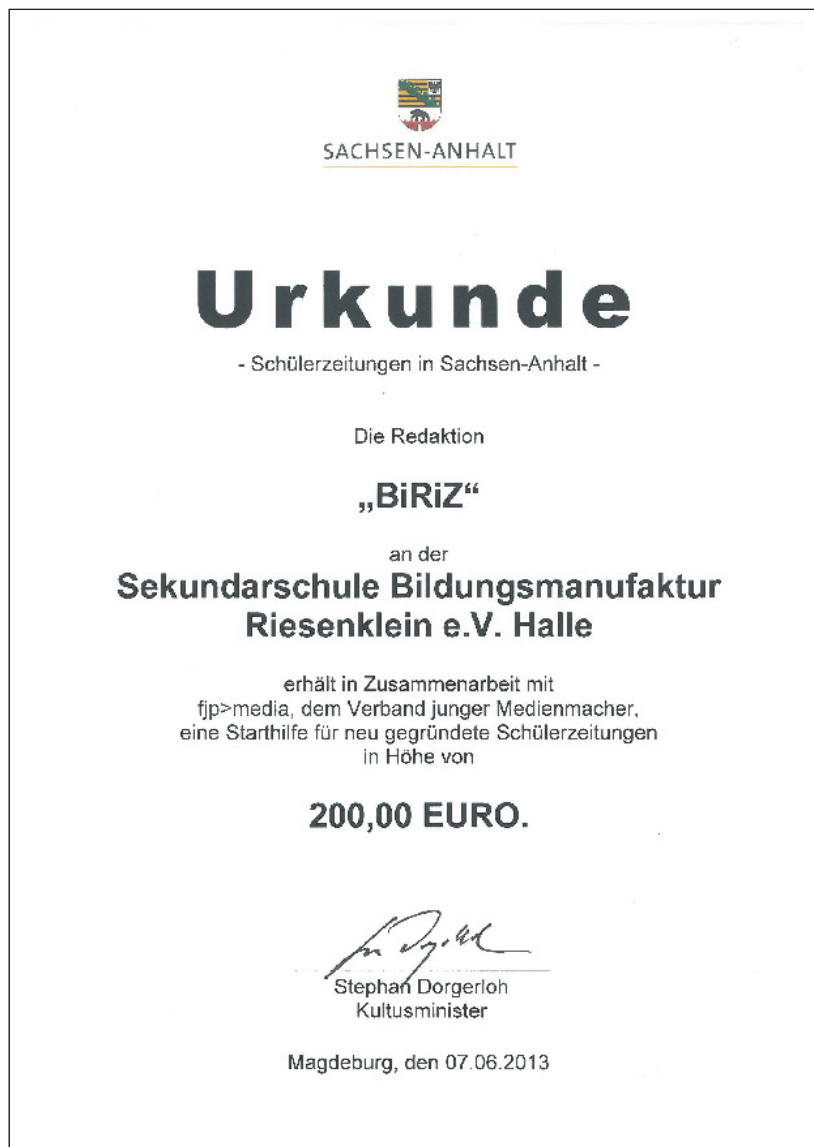 SACHSEN-ANHALT
Urkunde
- Schülerzeitungen in Sachsen-Anhalt -
Die Redaktion
„BiRiZ“
an der
Sekundarschule Bildungsmanufaktur
Riesenklein e.V. Halle
erhält in Zusammenarbeit mit
fjp>media, dem Verband junger Medienmacher,
eine Starthilfe für neu gegründete Schülerzeitungen
in Höhe von
200,00 EURO.
Stephan Dorgerloh
Kultusminister
Magdeburg, den 07.06.2013